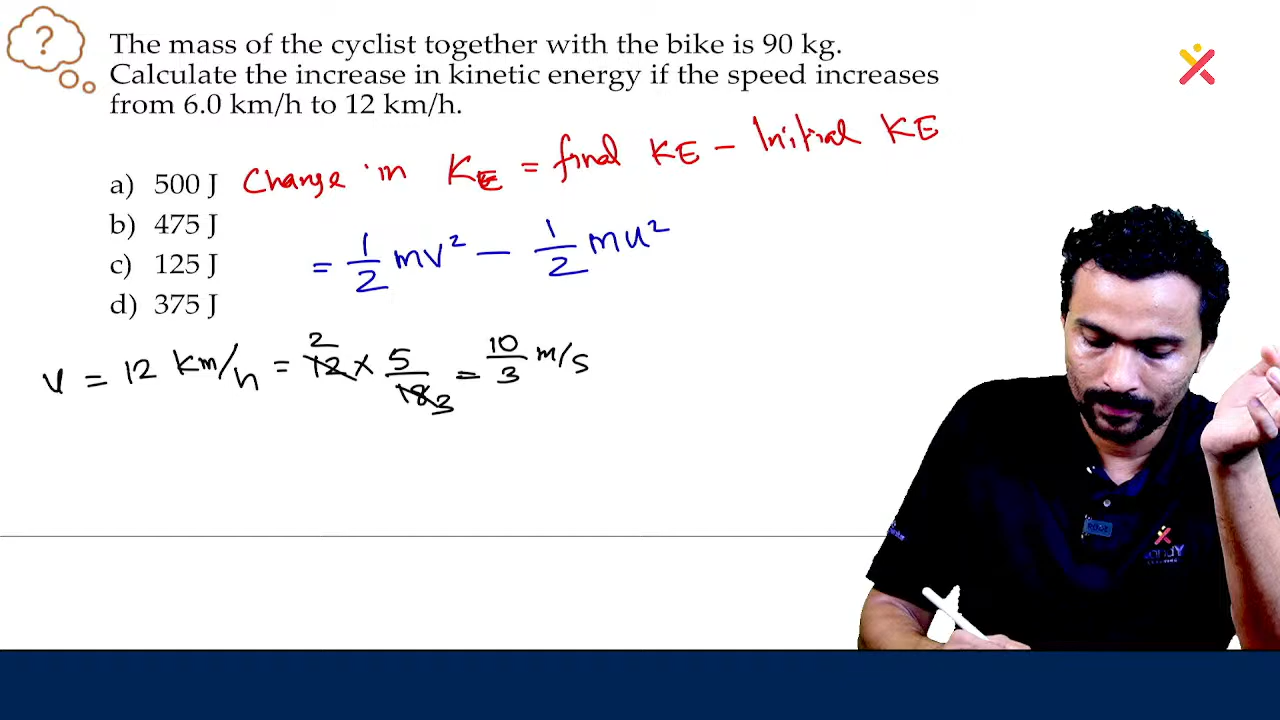 ?
The mass of the cyclist together with the bike is 90 kg.
Calculate the increase in kinetic energy if the speed increases
from 6.0 km/h to 12 km/h.
Change in KE = final KE – Initial KE
a) 500 J
b) 475 J
c) 125 J
d) 375 J
= 1/2 mv² – 1/2 mu²
v = 12 km/h = 12 2 × 5/18 3 = 10/3 m/s